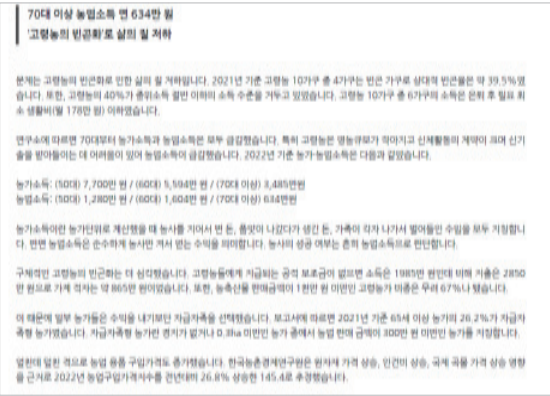 70대 이상 농업소득 연 634만 원
'고령농의 빈곤화'로 삶의 질 저하
문제는 고령농의 빈곤화로 인한 삶의 질 저하입니다. 2021년 기준 고령농 10가구 중 4가구는 빈곤 가구로 상대적 빈곤율은 약 39.5%였
습니다. 또한, 고령농의 40%가 중위소득 절반 이하의 소득 수준을 거두고 있었습니다. 고령농 10가구 중 6가구의 소득은 은퇴 후 필요 최
소 생활비(월 178만 원) 이하였습니다.
연구소에 따르면 70대부터 농가소득과 농업소득은 모두 급감했습니다. 특히 고령농은 영농규모가 작아지고 신체활동의 제약이 크며 신기
술을 받아들이는 데 어려움이 있어 농업소득이 급감했습니다. 2022년 기준 농가·농업소득은 다음과 같았습니다.
농가소득: (50대) 7,700만 원 / (60대) 5,594만 원 / (70대 이상) 3,485만원
농업소득: (50대) 1,280만 원 / (60대) 1,604만 원 / (70대 이상) 634만원
농가소득이란 농가단위로 계산했을 때 농사를 지어서 번 돈, 품앗이 나갔다가 생긴 돈, 가족이 각자 나가서 벌어들인 수입을 모두 지칭합니
다. 반면 농업소득은 순수하게 농사만 겨서 얻는 수익을 의미합니다. 농사의 성공 여부는 흔히 농업소득으로 판단합니다.
구체적인 고령농의 빈곤화는 더 심각했습니다. 고령농들에게 지급되는 공적 보조금이 없으면 소득은 1985만 원인데 비해 지출은 2850
만 원으로 가계 적자는 약 865만 원이었습니다. 또한, 농축산물 판매금액이 1천만 원 미만인 고령농가 비중은 무려 67%나 됐습니다.
이 때문에 일부 농가들은 수익을 내기보단 자급자족을 선택했습니다. 보고서에 따르면 2021년 기준 65세 이상 농가의 26.2%가 자급자
족형 농가였습니다. 자급자족형 농가란 경지가 없거나 0.3ha 미만인 농가 중에서 농업 판매 금액이 300만 원 미만인 농가를 지칭합니다.
엎친데 덮친 격으로 농업 용품 구입가격도 증가했습니다. 한국농촌경제연구원은 원자재 가격 상승, 인건비 상승, 국제 곡물 가격 상승 영향
을 근거로 2022년 농업구입가격지수를 전년대비 26.8% 상승한 145.4로 추정했습니다.